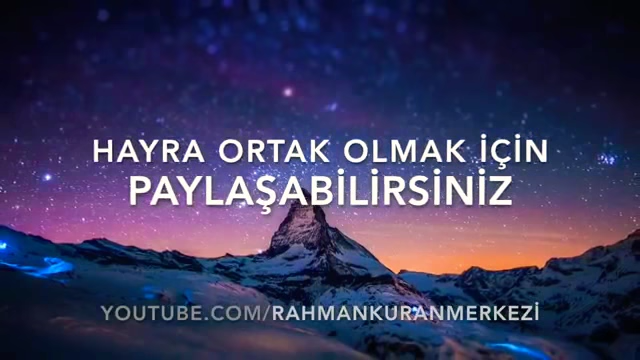 HAYRA ORTAK OLMAK İÇİN
PAYLAŞABİLİRSİNİZ
YOUTUBE.COM/RAHMANKURANMERKEZİ